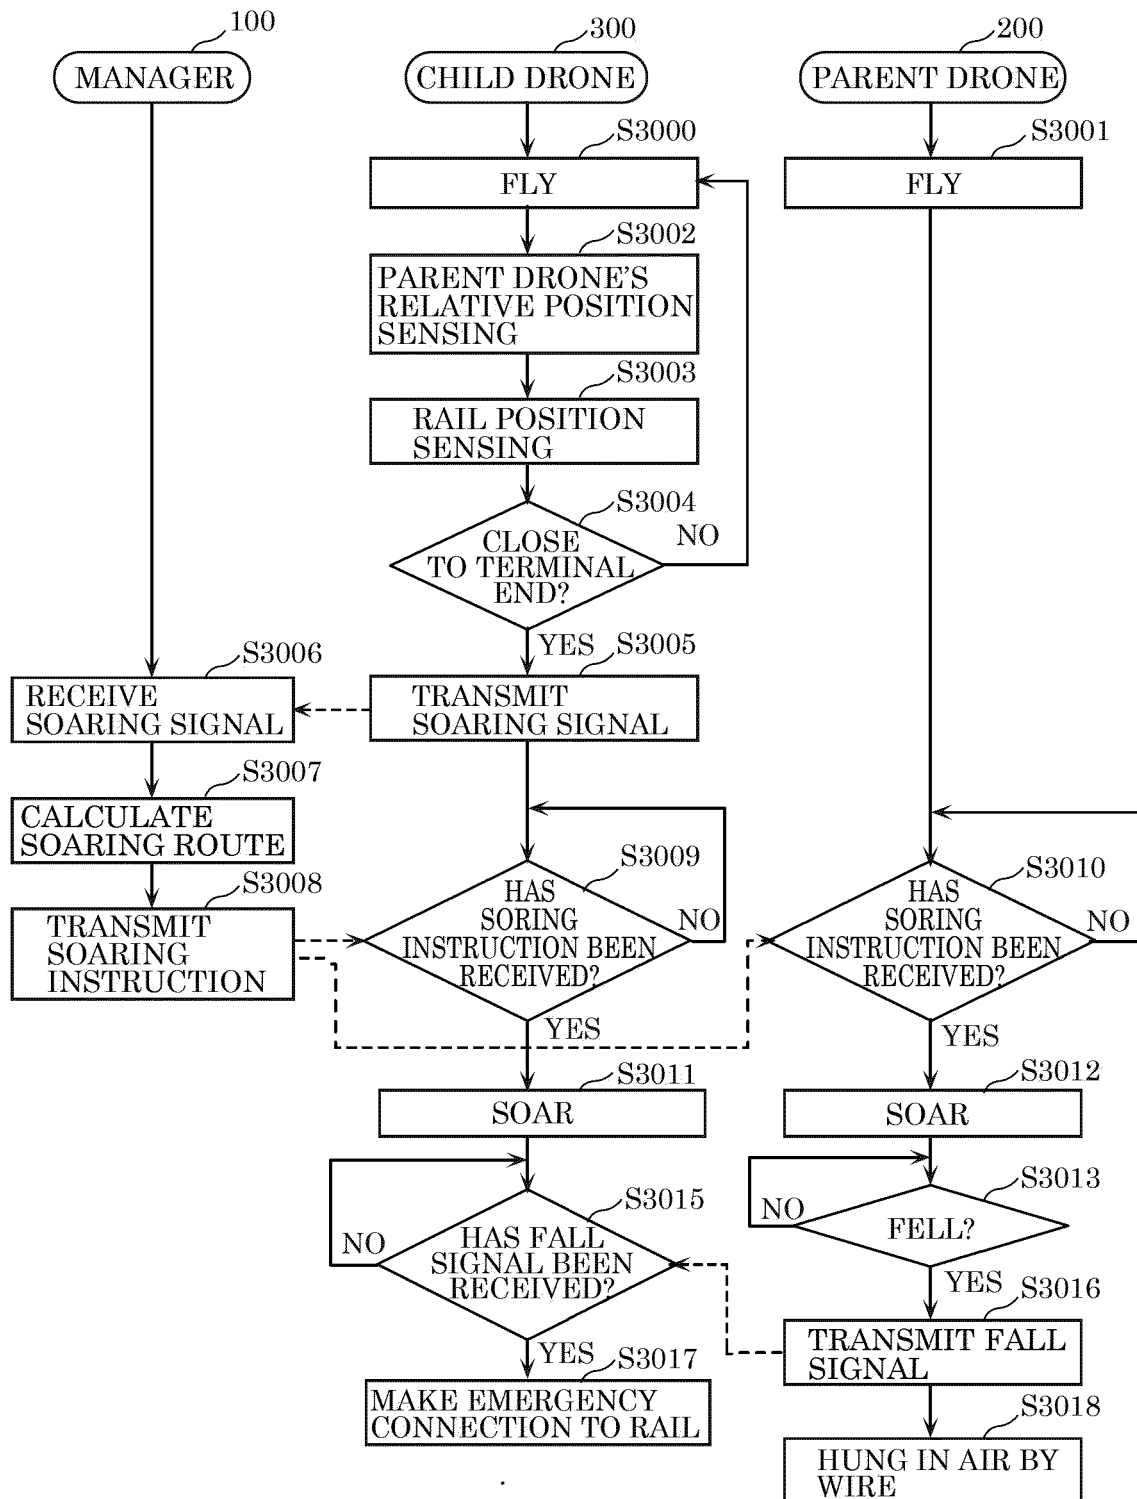 100
300
200
MANAGER
CHILD DRONE
PARENT DRONE
S3000
FLY
S3001
FLY
S3002
PARENT DRONE'S
RELATIVE POSITION
SENSING
S3003
RAIL POSITION
SENSING
S3004
CLOSE
TO TERMINAL
END?
NO
YES
S3005
TRANSMIT
SOARING SIGNAL
S3006
RECEIVE
SOARING SIGNAL
S3007
CALCULATE
SOARING ROUTE
S3008
TRANSMIT
SOARING
INSTRUCTION
S3009
HAS
SORING
INSTRUCTION BEEN
RECEIVED?
NO
YES
S3010
HAS
SORING
INSTRUCTION BEEN
RECEIVED?
NO
YES
S3011
SOAR
S3012
SOAR
S3013
FELL?
NO
YES
S3015
HAS FALL
SIGNAL BEEN
RECEIVED?
NO
YES
S3016
TRANSMIT FALL
SIGNAL
S3017
MAKE EMERGENCY
CONNECTION TO RAIL
S3018
HUNG IN AIR BY
WIRE